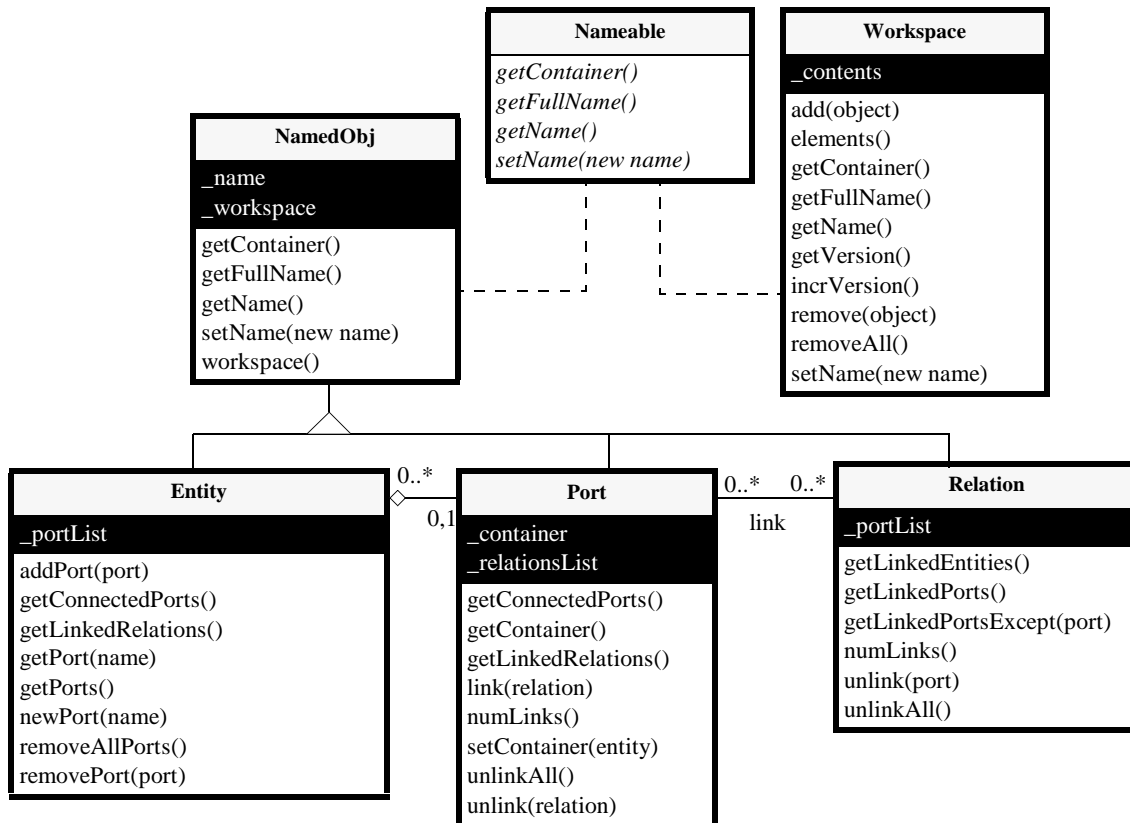 Nameable
getContainer()
getFullName()
getName()
setName(new name)
Workspace
_contents
add(object)
elements()
getContainer()
getFullName()
getName()
getVersion()
incrVersion()
remove(object)
removeAll()
setName(new name)
NamedObj
_name
_workspace
getContainer()
getFullName()
getName()
setName(new name)
workspace()
Entity
_portList
addPort(port)
getConnectedPorts()
getLinkedRelations()
getPort(name)
getPorts()
newPort(name)
removeAllPorts()
removePort(port)
0..*
0,1
Port
_container
_relationsList
getConnectedPorts()
getContainer()
getLinkedRelations()
link(relation)
numLinks()
setContainer(entity)
unlinkAll()
unlink(relation)
0..* 0..*
link
Relation
_portList
getLinkedEntities()
getLinkedPorts()
getLinkedPortsExcept(port)
numLinks()
unlink(port)
unlinkAll()